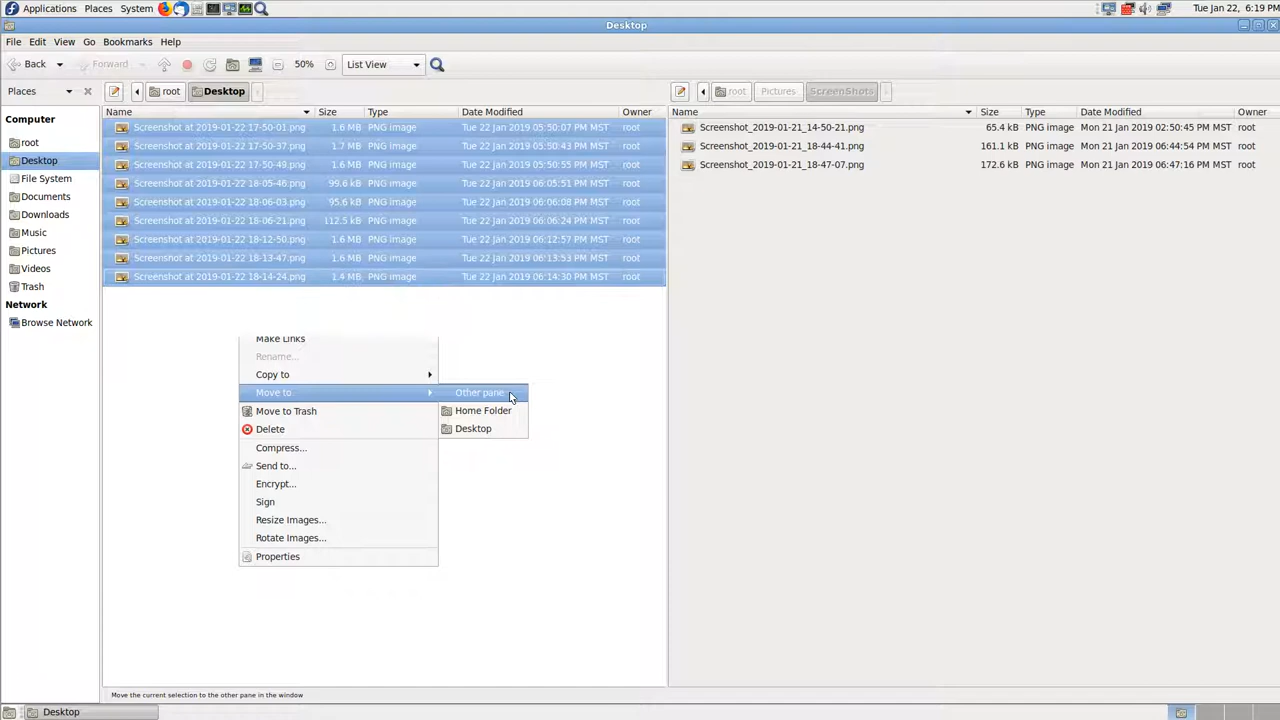 Applications Places System Tue Jan 22, 6:19 PM
Desktop
File Edit View Go Bookmarks Help
Back Forward 50% List View
Places root Desktop root Pictures ScreenShots
Name Size Type Date Modified Owner Name Size Type Date Modified Owner
Computer
root
Desktop
File System
Documents
Downloads
Music
Pictures
Videos
Trash
Network
Browse Network
Screenshot at 2019-01-22 17-50-01.png 1.6 MB PNG image Tue 22 Jan 2019 05:50:07 PM MST root
Screenshot at 2019-01-22 17-50-37.png 1.7 MB PNG image Tue 22 Jan 2019 05:50:43 PM MST root
Screenshot at 2019-01-22 17-50-49.png 1.6 MB PNG image Tue 22 Jan 2019 05:50:55 PM MST root
Screenshot at 2019-01-22 18-05-46.png 99.6 kB PNG image Tue 22 Jan 2019 06:05:51 PM MST root
Screenshot at 2019-01-22 18-06-03.png 95.6 kB PNG image Tue 22 Jan 2019 06:06:08 PM MST root
Screenshot at 2019-01-22 18-06-21.png 112.5 kB PNG image Tue 22 Jan 2019 06:06:24 PM MST root
Screenshot at 2019-01-22 18-12-50.png 1.6 MB PNG image Tue 22 Jan 2019 06:12:57 PM MST root
Screenshot at 2019-01-22 18-13-47.png 1.6 MB PNG image Tue 22 Jan 2019 06:13:53 PM MST root
Screenshot at 2019-01-22 18-14-24.png 1.4 MB PNG image Tue 22 Jan 2019 06:14:30 PM MST root
Screenshot_2019-01-21_14-50-21.png 65.4 kB PNG image Mon 21 Jan 2019 02:50:45 PM MST root
Screenshot_2019-01-21_18-44-41.png 161.1 kB PNG image Mon 21 Jan 2019 06:44:54 PM MST root
Screenshot_2019-01-21_18-47-07.png 172.6 kB PNG image Mon 21 Jan 2019 06:47:16 PM MST root
Make Links
Rename...
Copy to
Move to
Move to Trash
Delete
Compress...
Send to...
Encrypt...
Sign
Resize Images...
Rotate Images...
Properties
Other pane
Home Folder
Desktop
Move the current selection to the other pane in the window
Desktop